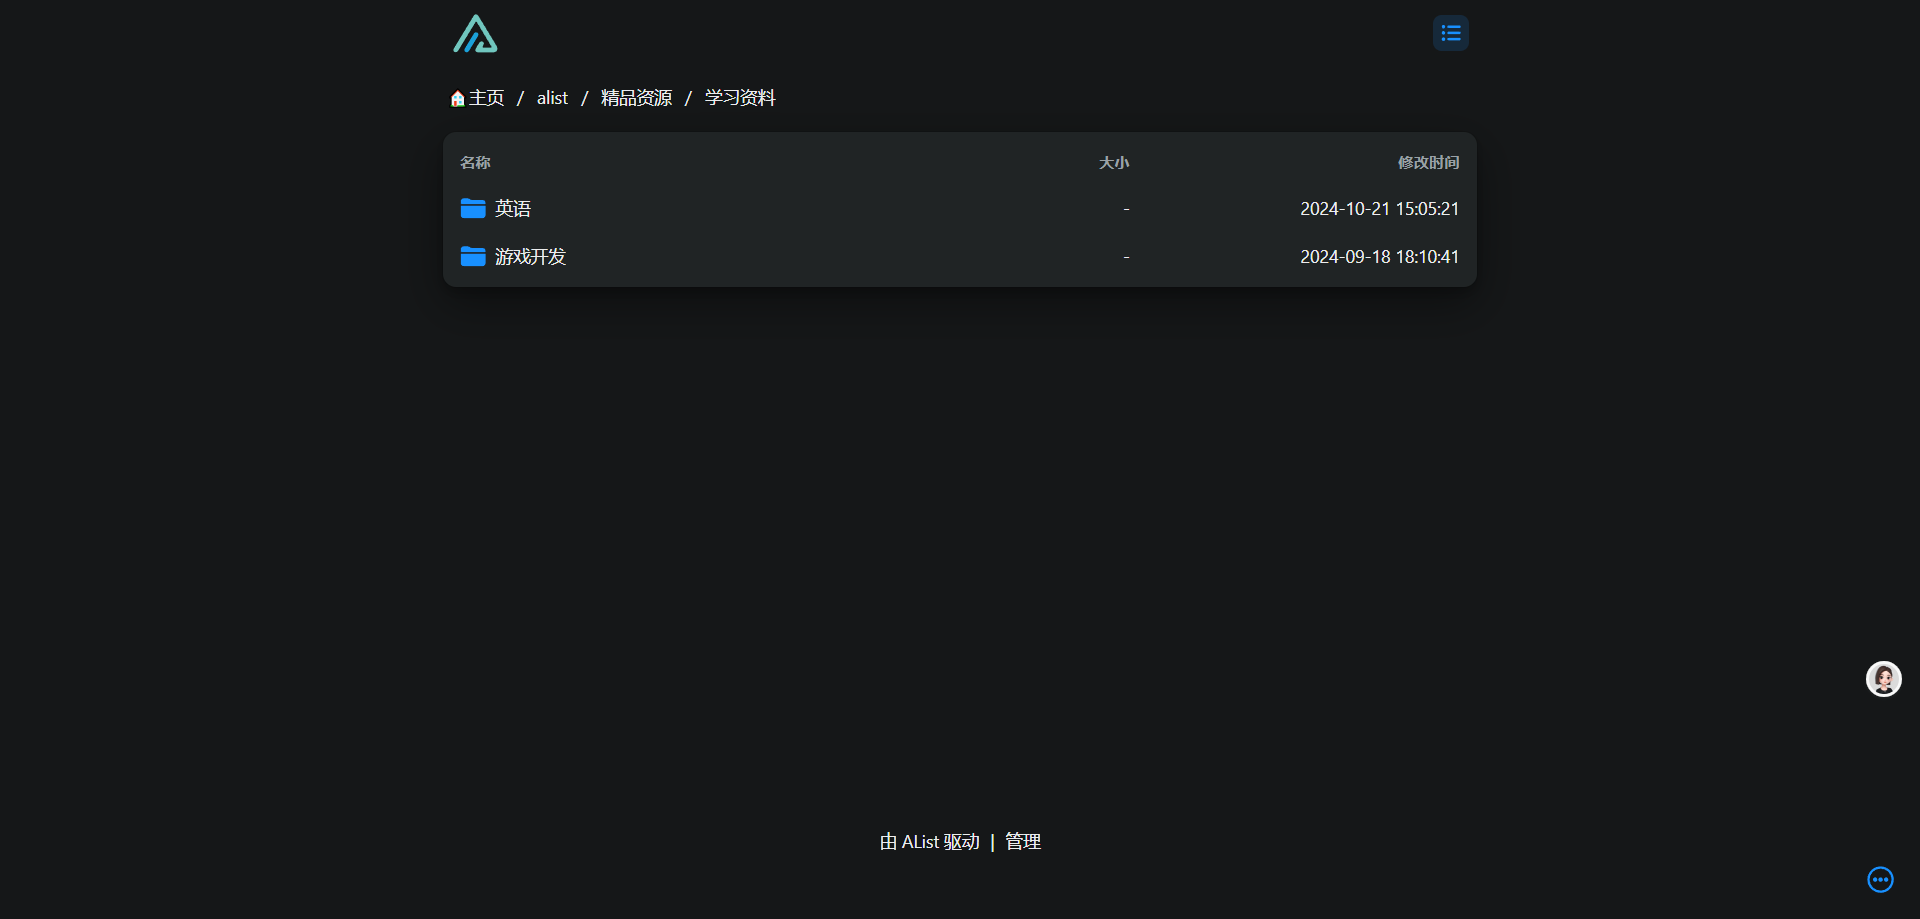 主页 / alist / 精品资源 / 学习资料
名称 大小 修改时间
英语 - 2024-10-21 15:05:21
游戏开发 - 2024-09-18 18:10:41
由 AList 驱动 | 管理